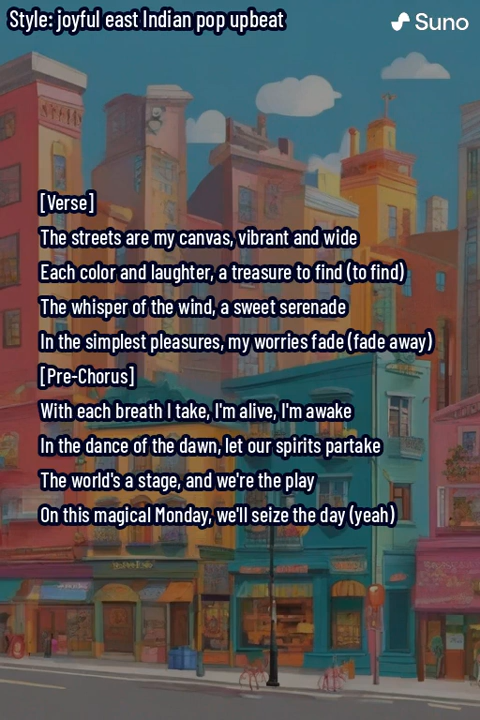 Style: joyful east Indian pop upbeat
Suno
[Verse]
The streets are my canvas, vibrant and wide
Each color and laughter, a treasure to find (to find)
The whisper of the wind, a sweet serenade
In the simplest pleasures, my worries fade (fade away)
[Pre-Chorus]
With each breath I take, I'm alive, I'm awake
In the dance of the dawn, let our spirits partake
The world's a stage, and we're the play
On this magical Monday, we'll seize the day (yeah)